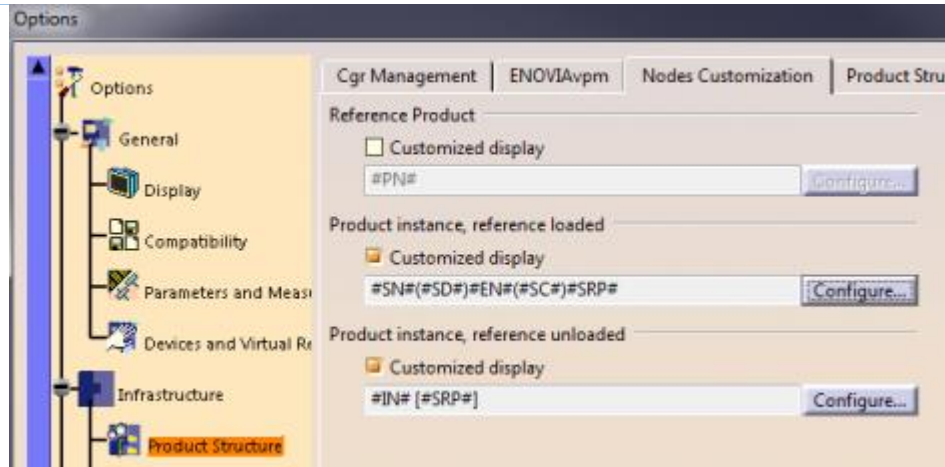 Options
Options
General
Display
Compatibility
Parameters and Meas
Devices and Virtual Re
Infrastructure
Product Structure
Cgr Management
ENOVIAvpm
Nodes Customization
Product Stru
Reference Product
Customized display
#PN#
Configure...
Product instance, reference loaded
Customized display
#SN#(#SD#)#EN#(#SC#)#SRP#
Configure...
Product instance, reference unloaded
Customized display
#IN# [#SRP#]
Configure...